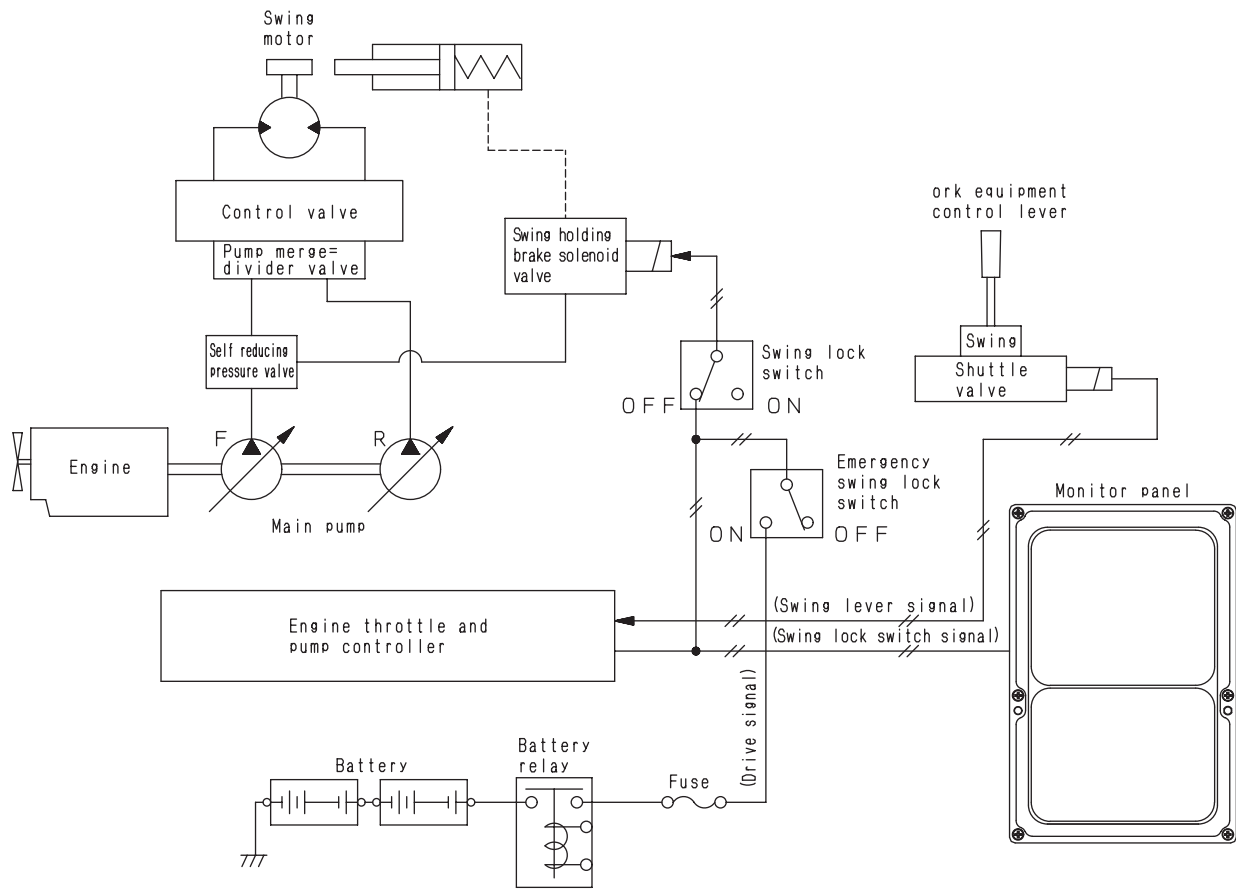 Swing
motor
Control valve
Pump merge=
divider valve
Swing holding
brake solenoid
valve
ork equipment
control lever
Swing
Shuttle
valve
Self reducing
pressure valve
Swing lock
switch
OFF
ON
F
R
Engine
Main pump
Emergency
swing lock
switch
ON
OFF
Monitor panel
Engine throttle and
pump controller
(Swing lever signal)
(Swing lock switch signal)
(Drive signal)
Battery
Battery
relay
Fuse